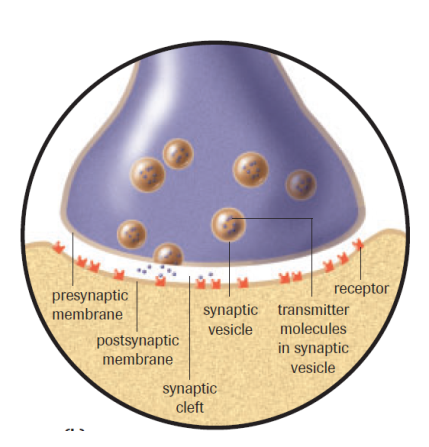 presynaptic
membrane
postsynaptic
membrane
synaptic
cleft
synaptic
vesicle
transmitter
molecules
in synaptic
vesicle
receptor